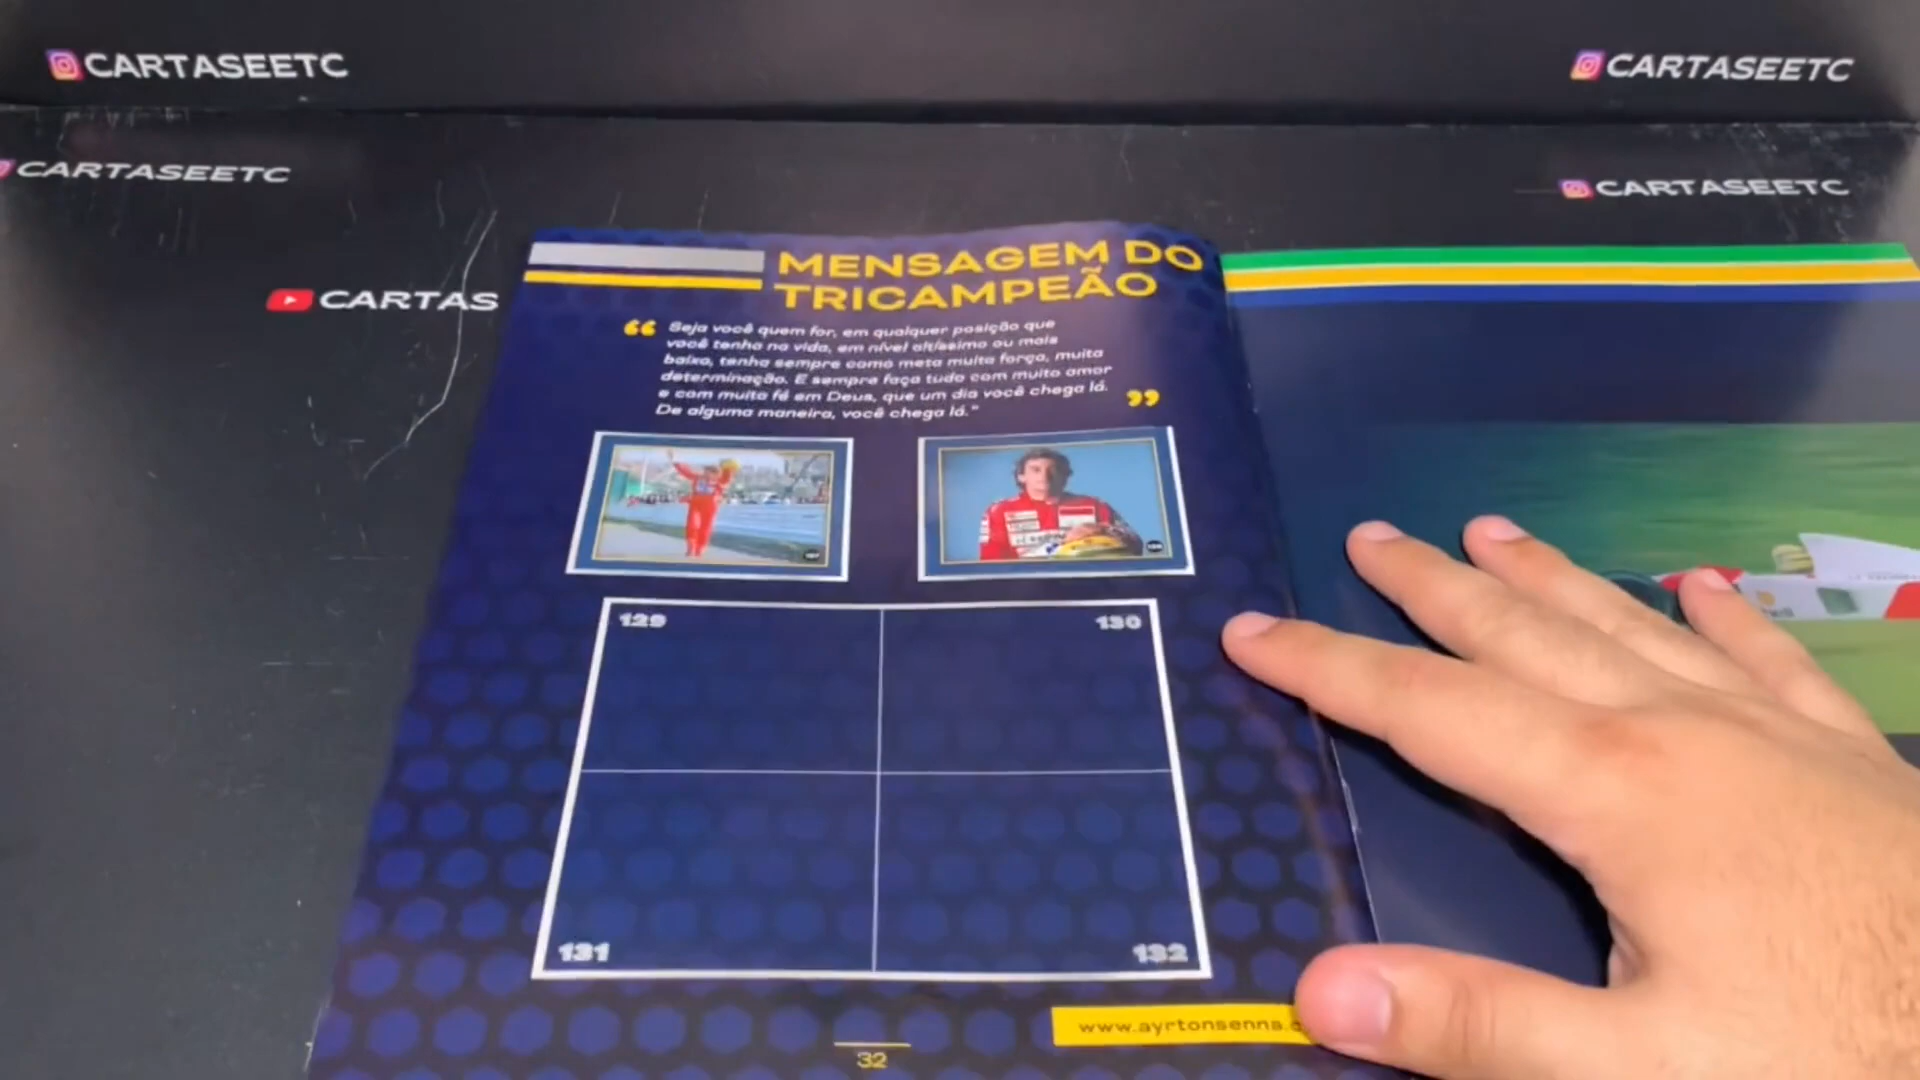 CARTASEETC
CARTASEETC
CARTASEETC
CARTASEETC
CARTAS
MENSAGEM DO
TRICAMPEÃO
“ Seja você quem for, em qualquer posição que
você tenha na vida, em nível altíssimo ou mais
baixo, tenha sempre como meta muita força, muita
determinação. E sempre faça tudo com muito amor
e com muita fé em Deus, que um dia você chega lá.
De alguma maneira, você chega lá." ”
129
130
131
132
www.ayrtonsenna.c
32